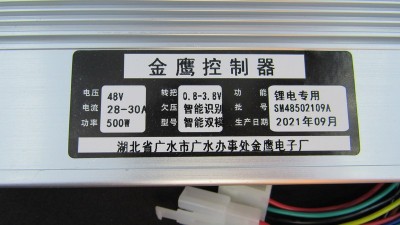 金鹰控制器
电压 48V 转把 0.8-3.8V 功能 锂电专用
电流 28-30A 欠压 智能识别 批号 SM48502109A
功率 500W 型号 智能双模 生产日期 2021年09月
湖北省广水市广水办事处金鹰电子厂